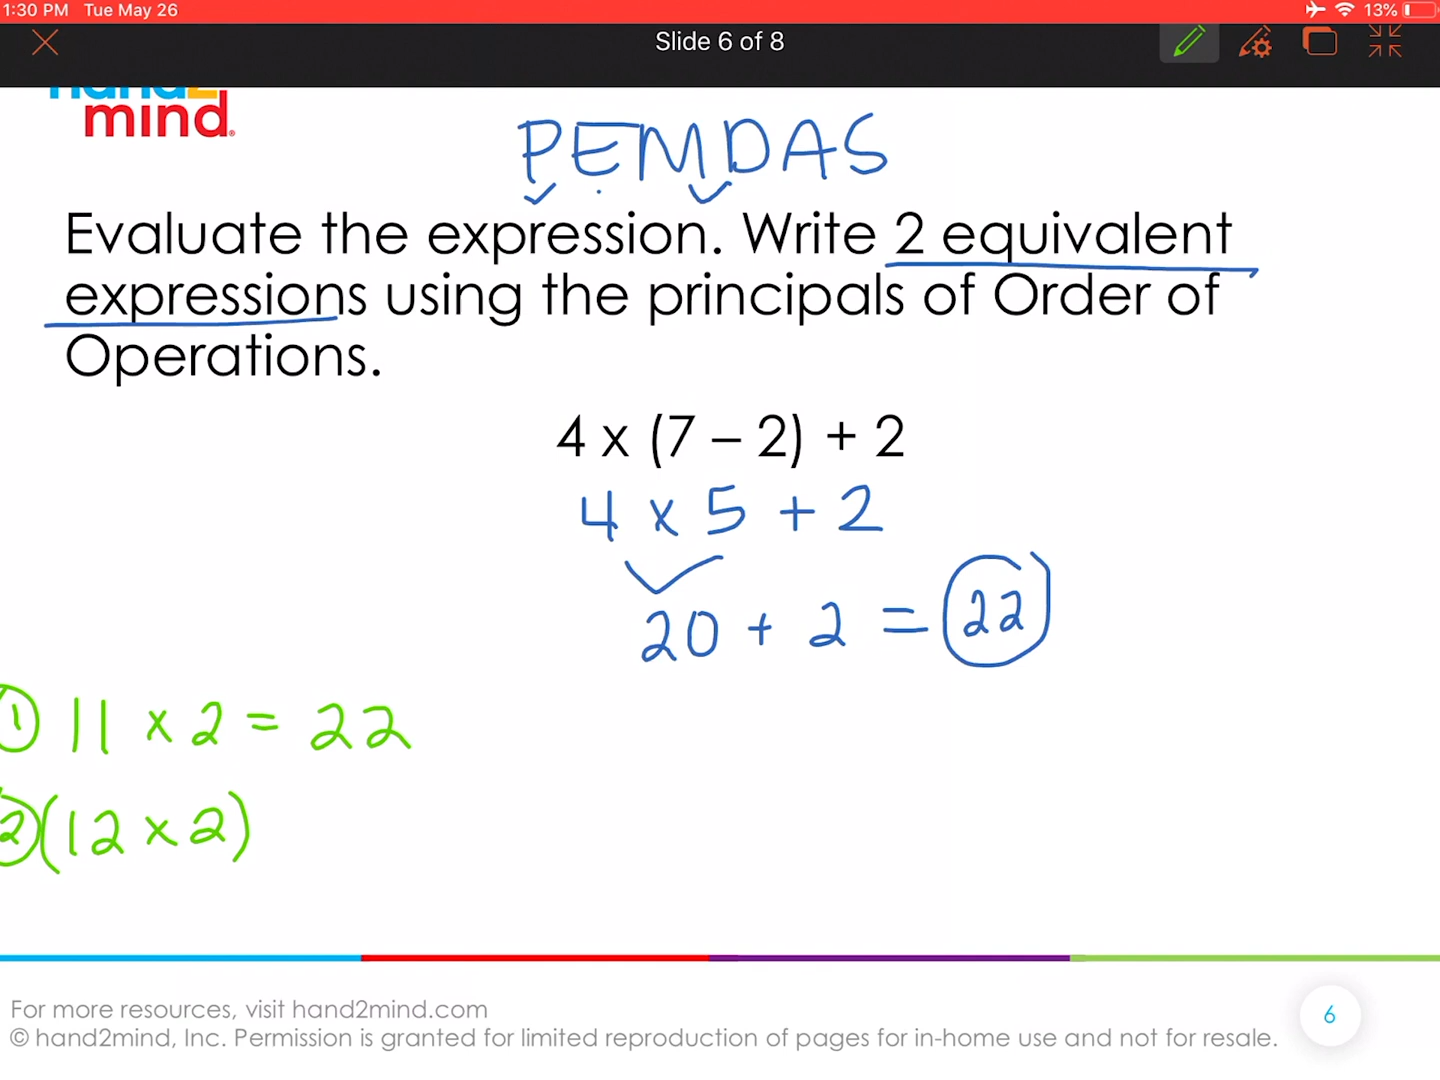 1:30 PM Tue May 26 13%
Slide 6 of 8
hand2
mind®
PEMDAS
Evaluate the expression. Write 2 equivalent
expressions using the principals of Order of
Operations.
4 x (7 – 2) + 2
4 x 5 + 2
20 + 2 = 22
1 11 x 2 = 22
2 (12 x 2)
For more resources, visit hand2mind.com
© hand2mind, Inc. Permission is granted for limited reproduction of pages for in-home use and not for resale.
6